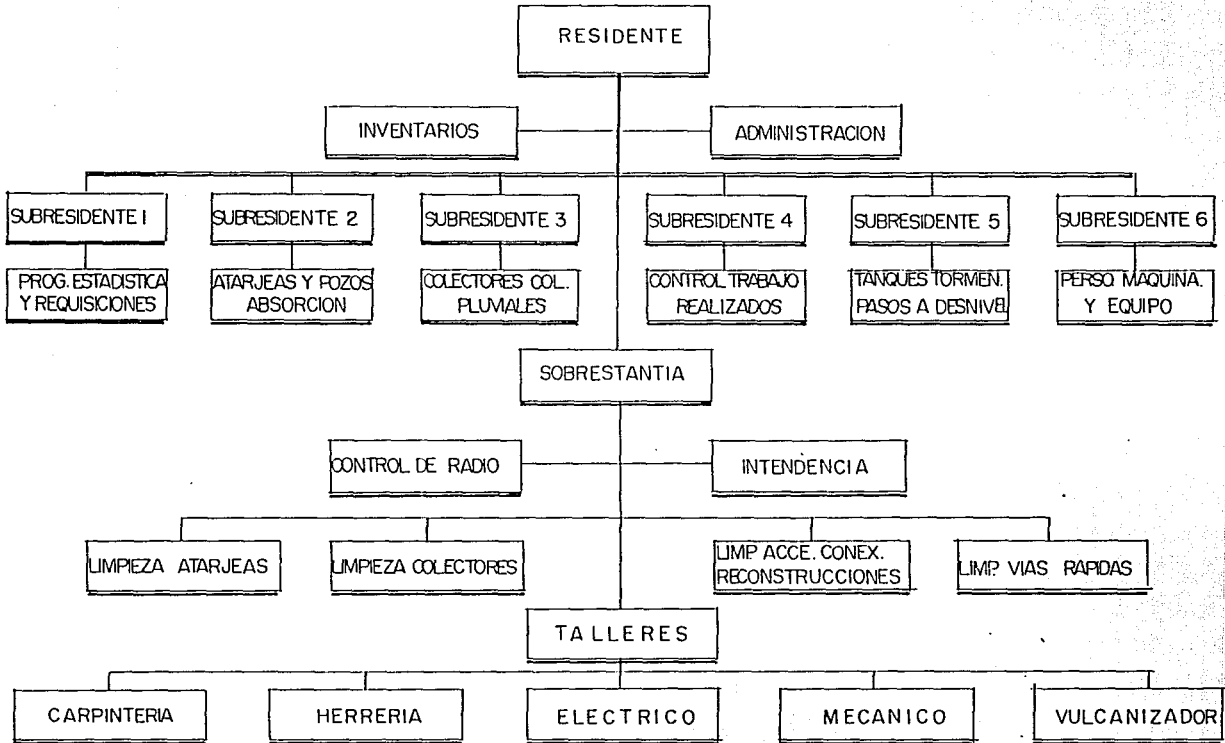 RESIDENTE
INVENTARIOS
ADMINISTRACION
SUBRESIDENTE 1
SUBRESIDENTE 2
SUBRESIDENTE 3
SUBRESIDENTE 4
SUBRESIDENTE 5
SUBRESIDENTE 6
PROG. ESTADISTICA
Y REQUISICIONES
ATARJEAS Y POZOS
ABSORCION
COLECTORES COL.
PLUMALES
CONTROL TRABAJO
REALIZADOS
TANQUES TORMEN.
PASOS A DESNIVEL
PERSO. MAQUINA.
Y EQUIPO
SOBRESTANTIA
CONTROL DE RADIO
INTENDENCIA
LIMPIEZA ATARJEAS
LIMPIEZA COLECTORES
LIMP. ACCE. CONEX.
RECONSTRUCCIONES
LIMP. VIAS RAPIDAS
TALLERES
CARPINTERIA
HERRERIA
ELECTRICO
MECANICO
VULCANIZADOR